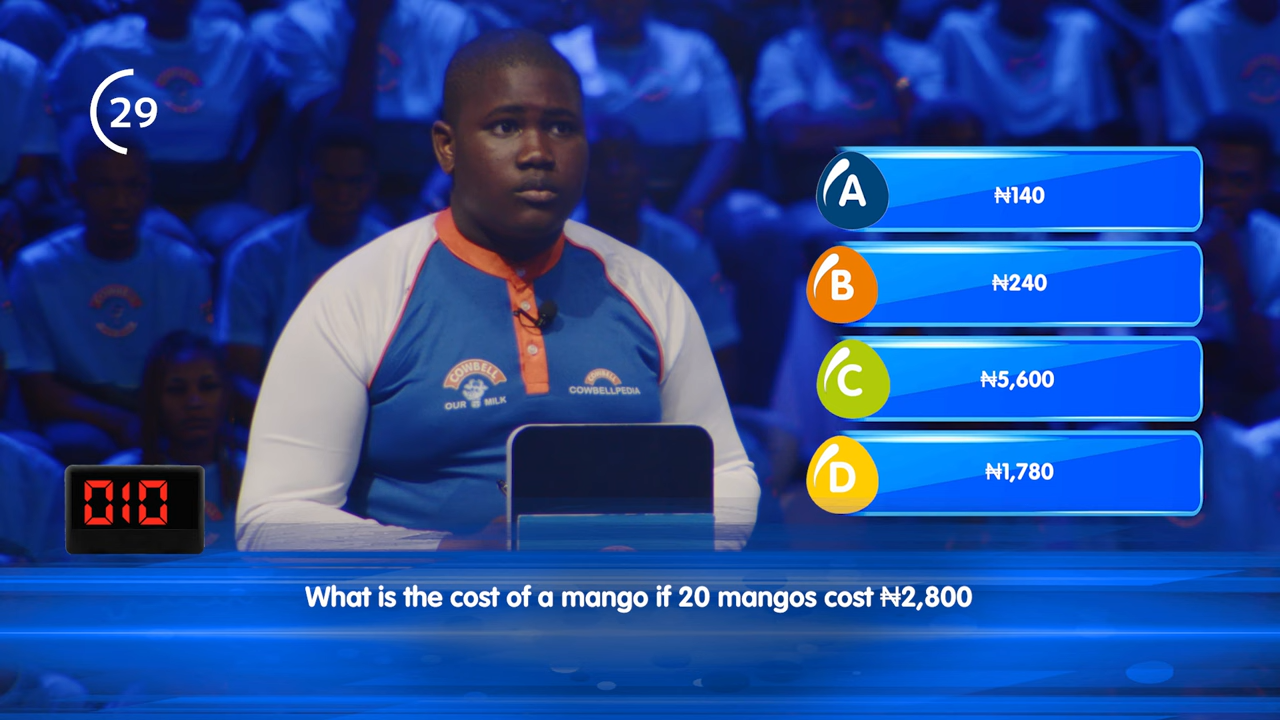 29
A
₦140
B
₦240
C
₦5,600
D
₦1,780
COWBELL
OUR MILK
COWBELL
COWBELLPEDIA
010
What is the cost of a mango if 20 mangos cost ₦2,800